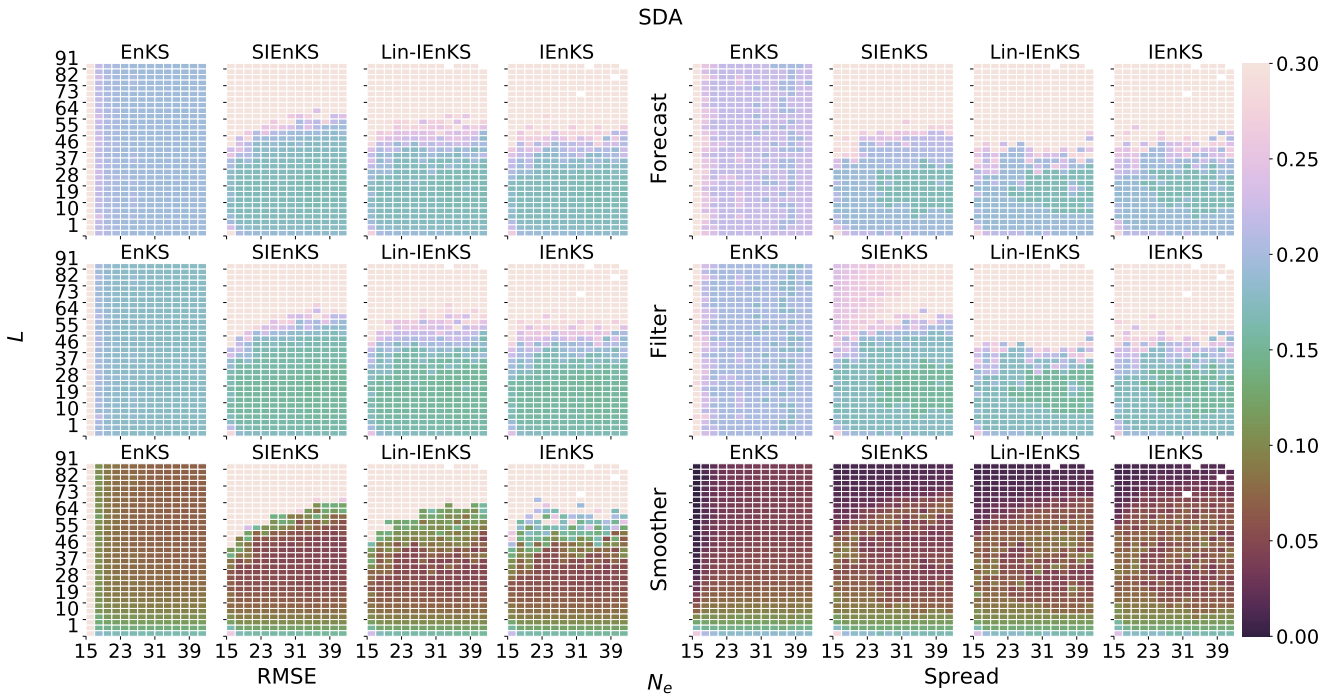 SDA
EnKS SIEnKS Lin-IEnKS IEnKS EnKS SIEnKS Lin-IEnKS IEnKS
91 82 73 64 55 46 37 28 19 10 1
Forecast
0.30
0.25
0.20
0.15
0.10
0.05
0.00
EnKS SIEnKS Lin-IEnKS IEnKS EnKS SIEnKS Lin-IEnKS IEnKS
L
91 82 73 64 55 46 37 28 19 10 1
Filter
EnKS SIEnKS Lin-IEnKS IEnKS EnKS SIEnKS Lin-IEnKS IEnKS
91 82 73 64 55 46 37 28 19 10 1
Smoother
15 23 31 39 15 23 31 39 15 23 31 39 15 23 31 39 15 23 31 39 15 23 31 39 15 23 31 39 15 23 31 39
RMSE Spread
N_e